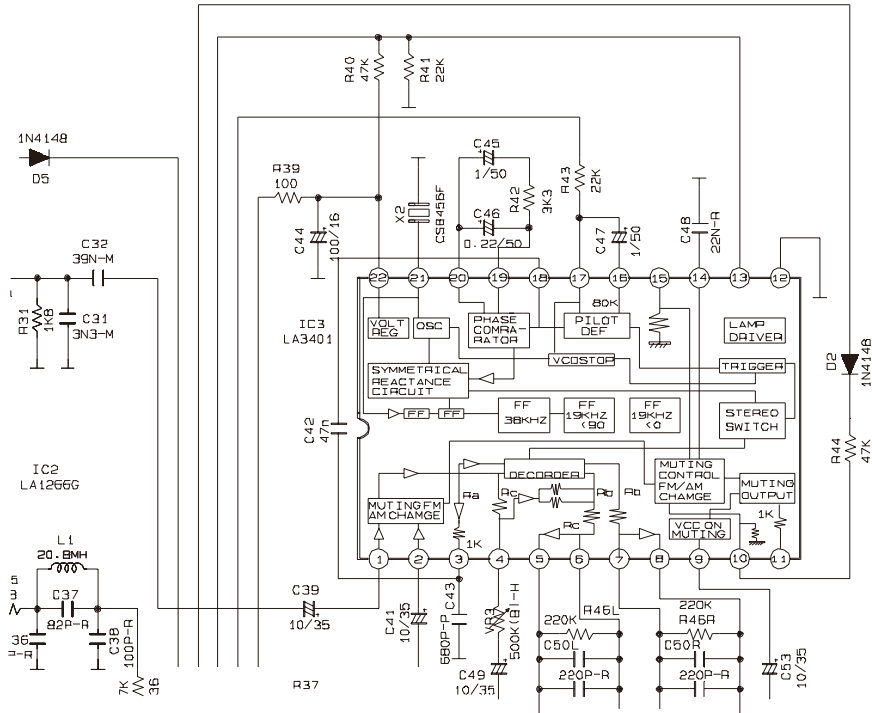 R40
47K
R41
22K
1N4148
D5
R39
100
C44
100/16
X2
CSB456F
C45
1/50
R42
3K3
C46
0.22/50
R43
22K
C47
1/50
C48
22N-R
C32
39N-M
R31
1K8
C31
3N3-M
22
21
20
19
18
17
16
15
14
13
12
IC3
LA3401
80K
VOLT
REG
OSC
PHASE
COMRA-
RATOR
PILOT
DEF
LAMP
DRIVER
VCOSTOP
TRIGGER
SYMMETRICAL
REACTANCE
CIRCUIT
D2
1N4148
C42
47n
FF
FF
FF
38KHZ
FF
19KHZ
<90
FF
19KHZ
<0
STEREO
SWITCH
R44
47K
IC2
LA1266G
DECORDER
MUTING CONTROL
FM/AM
CHAMGE
MUTING
OUTPUT
MUTING FM
AM CHAMGE
Ra
Rc
Rd
Rb
Rc
VCC ON
MUTING
1K
1K
1
2
3
4
5
6
7
8
9
10
11
L1
20.8MH
C37
82P-R
C38
100P-R
36
P-R
5
8
7K
36
C39
10/35
R37
C41
10/35
C43
680P-P
VR3
500K(B)-H
C49
10/35
R46L
220K
C50L
220P-R
220K
R46R
C50R
220P-R
C53
10/35